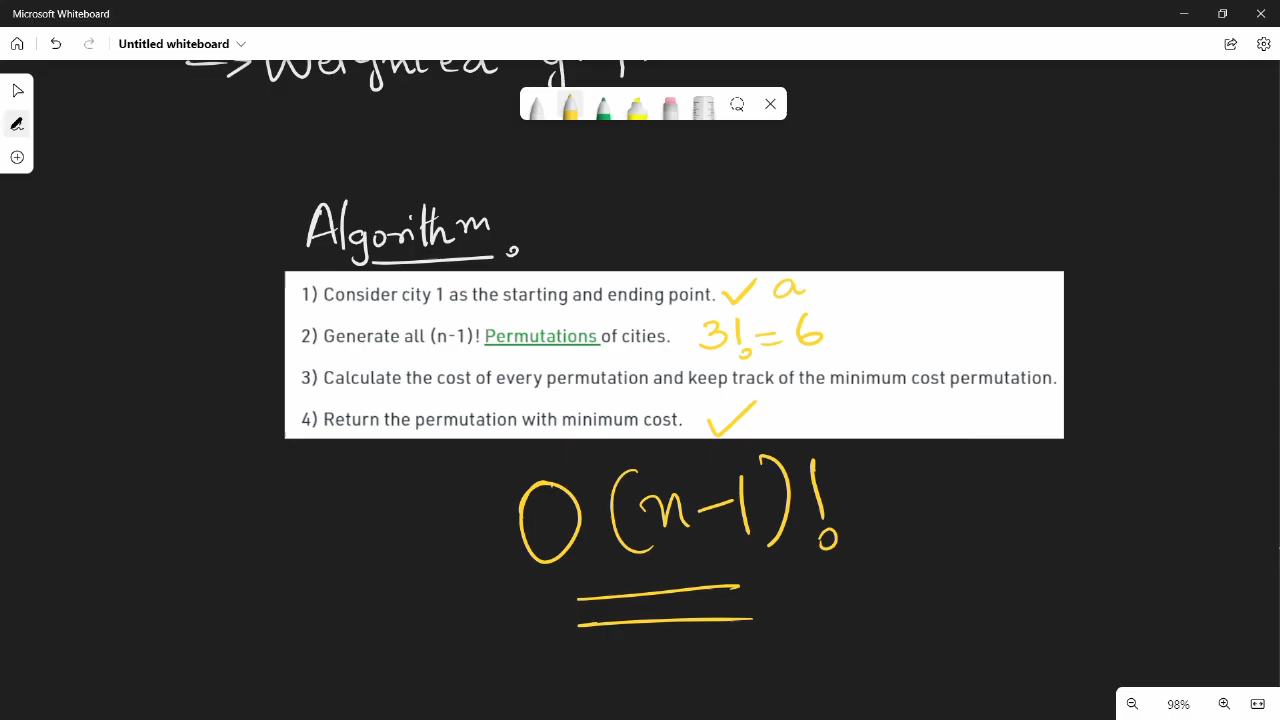 Microsoft Whiteboard
Untitled whiteboard
→ Weighted
Algorithm.
1) Consider city 1 as the starting and ending point. ✓ a
2) Generate all (n-1)! Permutations of cities. 3! = 6
3) Calculate the cost of every permutation and keep track of the minimum cost permutation.
4) Return the permutation with minimum cost. ✓
O (n-1)!
98%